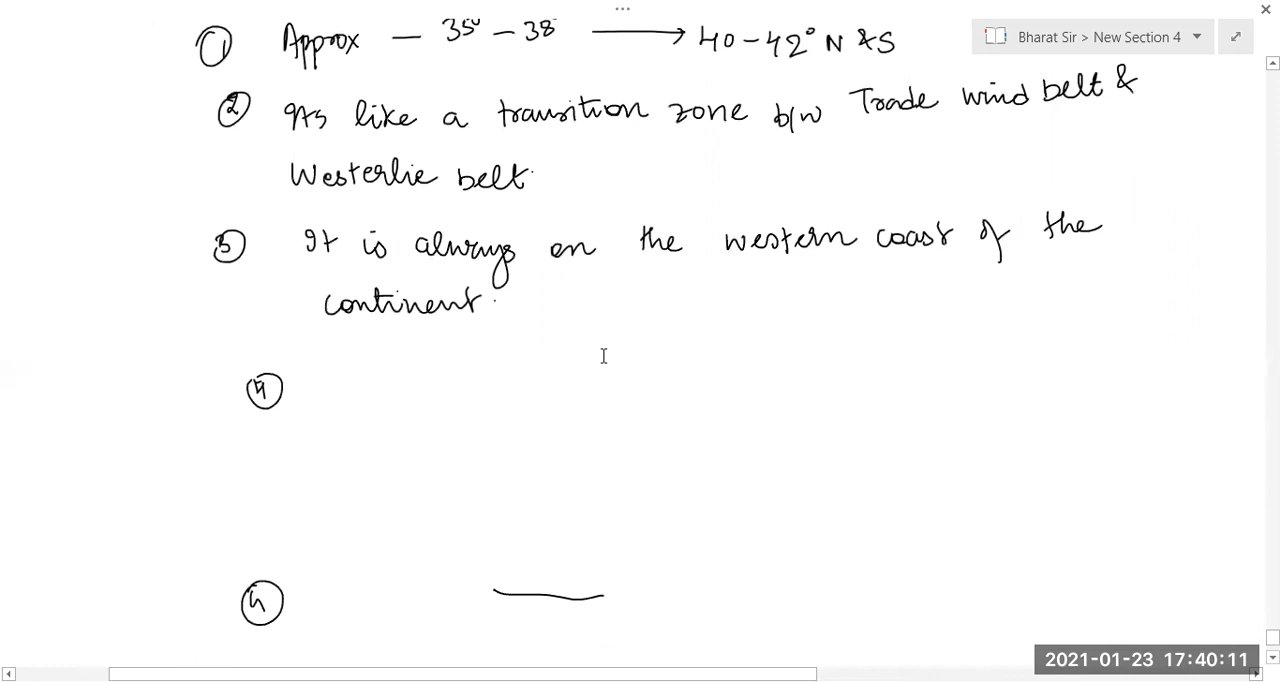 ① Approx — 35° – 38 ⟶ 40 – 42° N & S
Bharat Sir > New Section 4
② Its like a transition zone b/w Trade wind belt &
Westerlie belt.
③ It is always on the western coast of the
continent.
④
2021-01-23 17:40:11